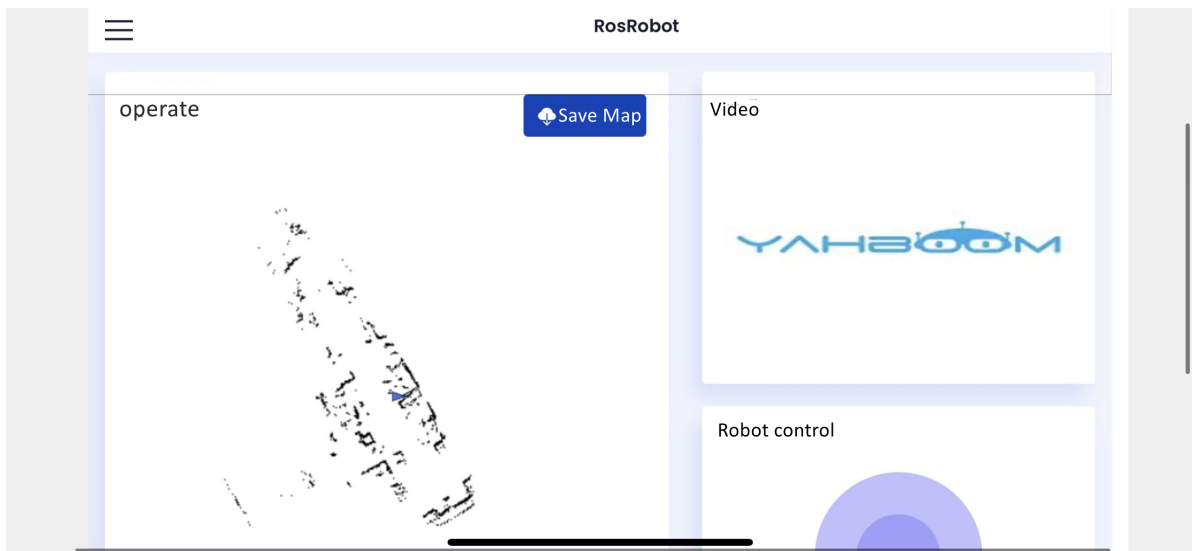 RosRobot
operate
Save Map
Video
YAHBOOM
Robot control